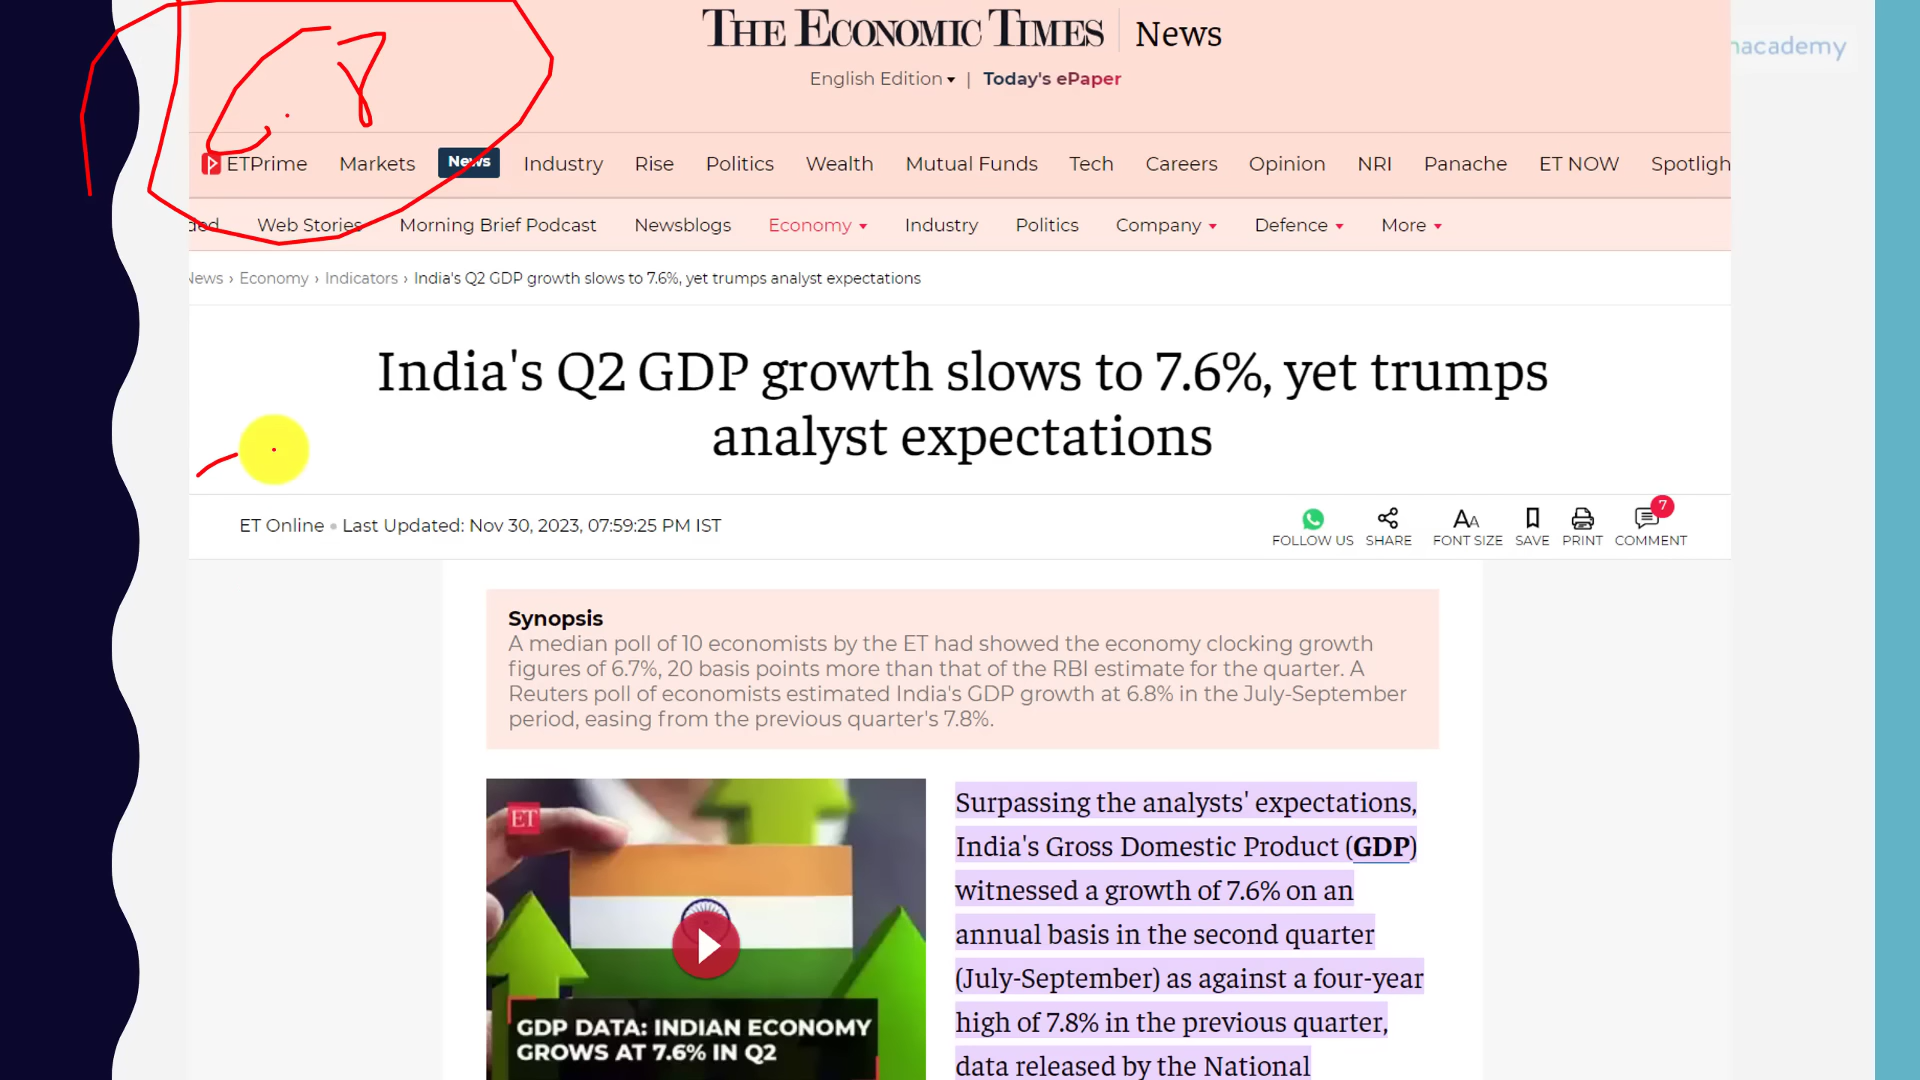 THE ECONOMIC TIMES News
nacademy
English Edition | Today's ePaper
ETPrime Markets News Industry Rise Politics Wealth Mutual Funds Tech Careers Opinion NRI Panache ET NOW Spotligh
ded Web Stories Morning Brief Podcast Newsblogs Economy Industry Politics Company Defence More
News › Economy › Indicators › India's Q2 GDP growth slows to 7.6%, yet trumps analyst expectations
India's Q2 GDP growth slows to 7.6%, yet trumps
analyst expectations
ET Online • Last Updated: Nov 30, 2023, 07:59:25 PM IST
7
FOLLOW US SHARE FONT SIZE SAVE PRINT COMMENT
Synopsis
A median poll of 10 economists by the ET had showed the economy clocking growth
figures of 6.7%, 20 basis points more than that of the RBI estimate for the quarter. A
Reuters poll of economists estimated India's GDP growth at 6.8% in the July-September
period, easing from the previous quarter's 7.8%.
ET
GDP DATA: INDIAN ECONOMY
GROWS AT 7.6% IN Q2
Surpassing the analysts' expectations,
India's Gross Domestic Product (GDP)
witnessed a growth of 7.6% on an
annual basis in the second quarter
(July-September) as against a four-year
high of 7.8% in the previous quarter,
data released by the National